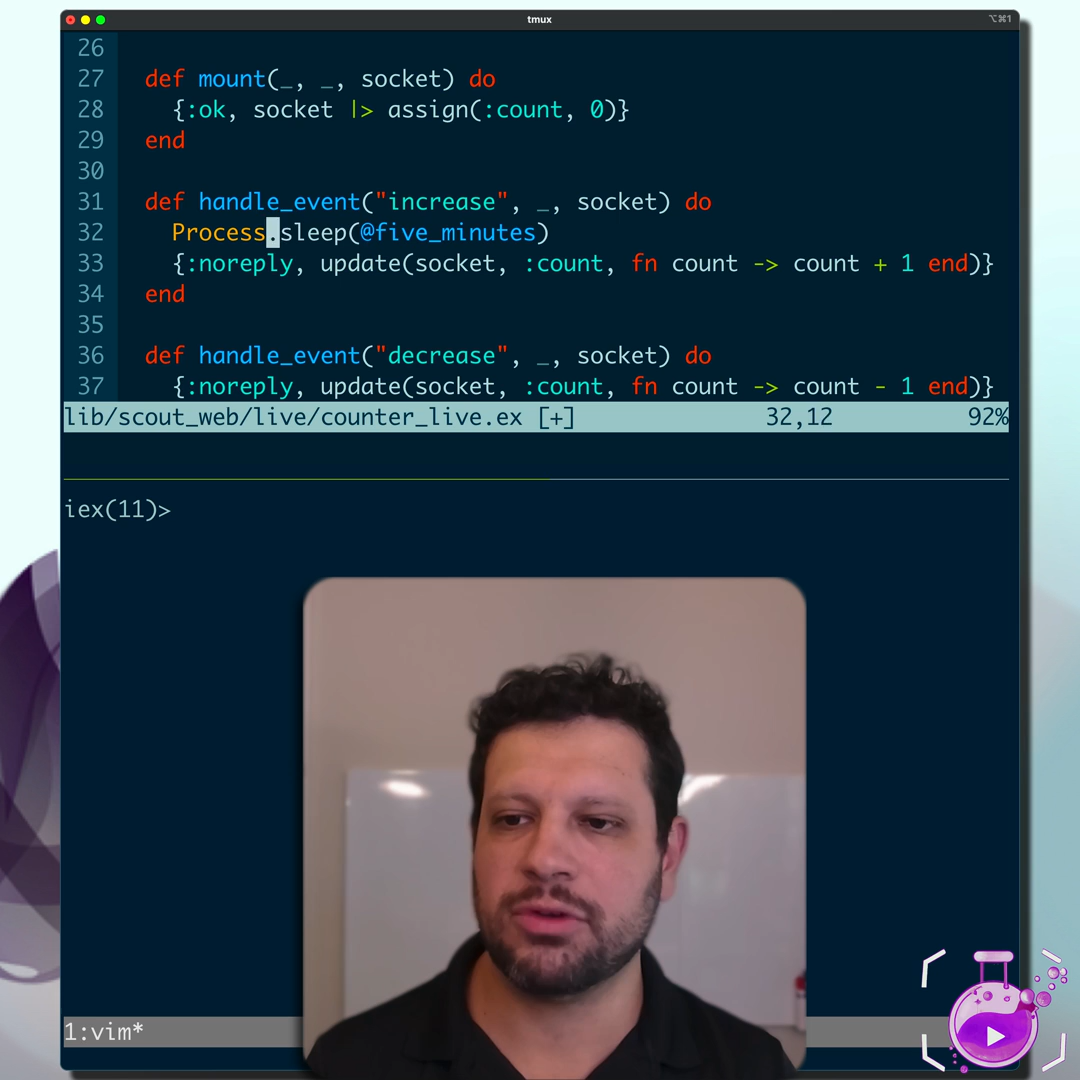 tmux
⌥⌘1
26
27 def mount(_, _, socket) do
28 {:ok, socket |> assign(:count, 0)}
29 end
30
31 def handle_event("increase", _, socket) do
32 Process.sleep(@five_minutes)
33 {:noreply, update(socket, :count, fn count -> count + 1 end)}
34 end
35
36 def handle_event("decrease", _, socket) do
37 {:noreply, update(socket, :count, fn count -> count - 1 end)}
lib/scout_web/live/counter_live.ex [+] 32,12 92%
iex(11)>
1:vim*